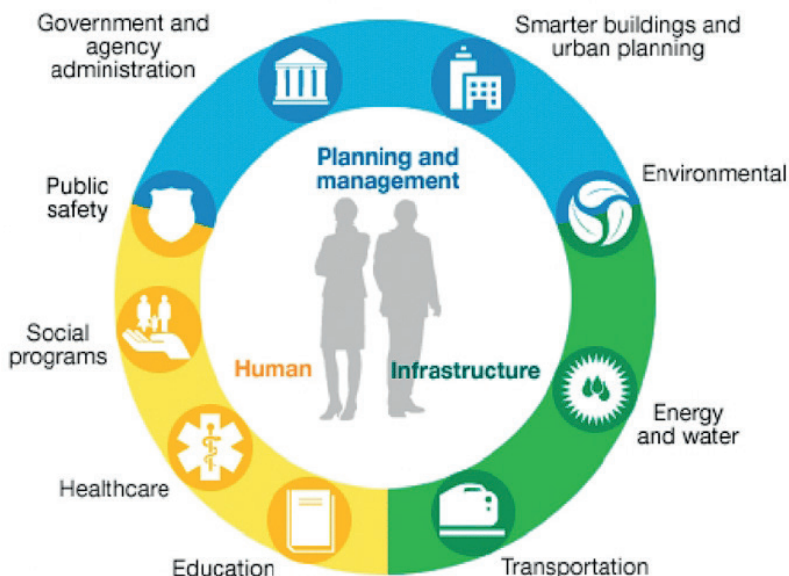 Government and
agency
administration
Smarter buildings and
urban planning
Planning and
management
Public
safety
Environmental
Social
programs
Human
Infrastructure
Energy
and water
Healthcare
Education
Transportation